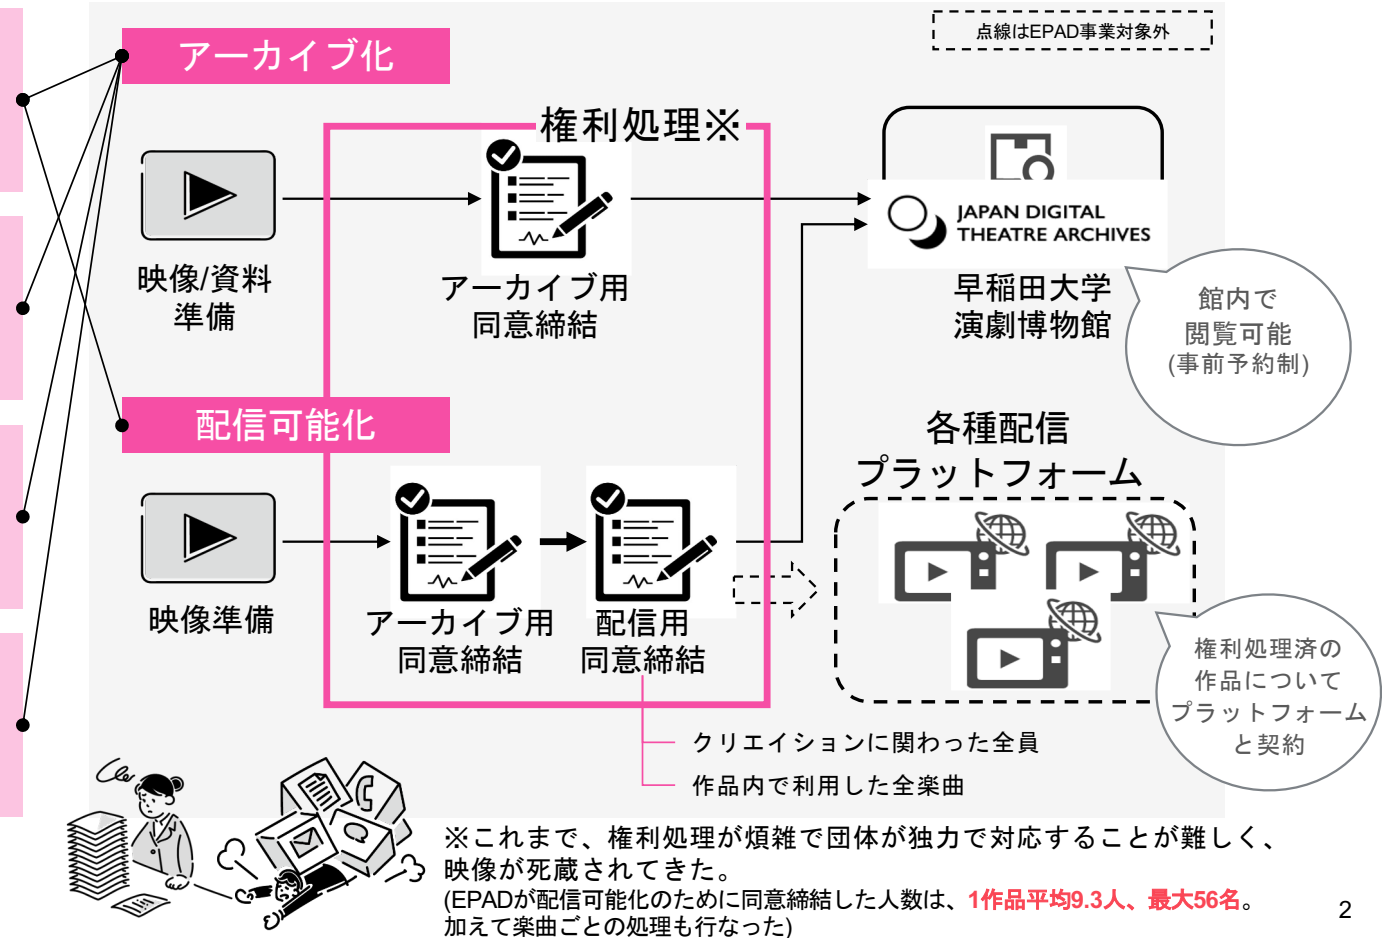 点線はEPAD事業対象外
アーカイブ化
権利処理※
JAPAN DIGITAL
THEATRE ARCHIVES
映像/資料
準備
アーカイブ用
同意締結
早稲田大学
演劇博物館
館内で
閲覧可能
(事前予約制)
配信可能化
各種配信
プラットフォーム
映像準備
アーカイブ用
同意締結
配信用
同意締結
権利処理済の
作品について
プラットフォーム
と契約
クリエイションに関わった全員
作品内で利用した全楽曲
※これまで、権利処理が煩雑で団体が独力で対応することが難しく、
映像が死蔵されてきた。
(EPADが配信可能化のために同意締結した人数は、1作品平均9.3人、最大56名。
加えて楽曲ごとの処理も行なった)
2